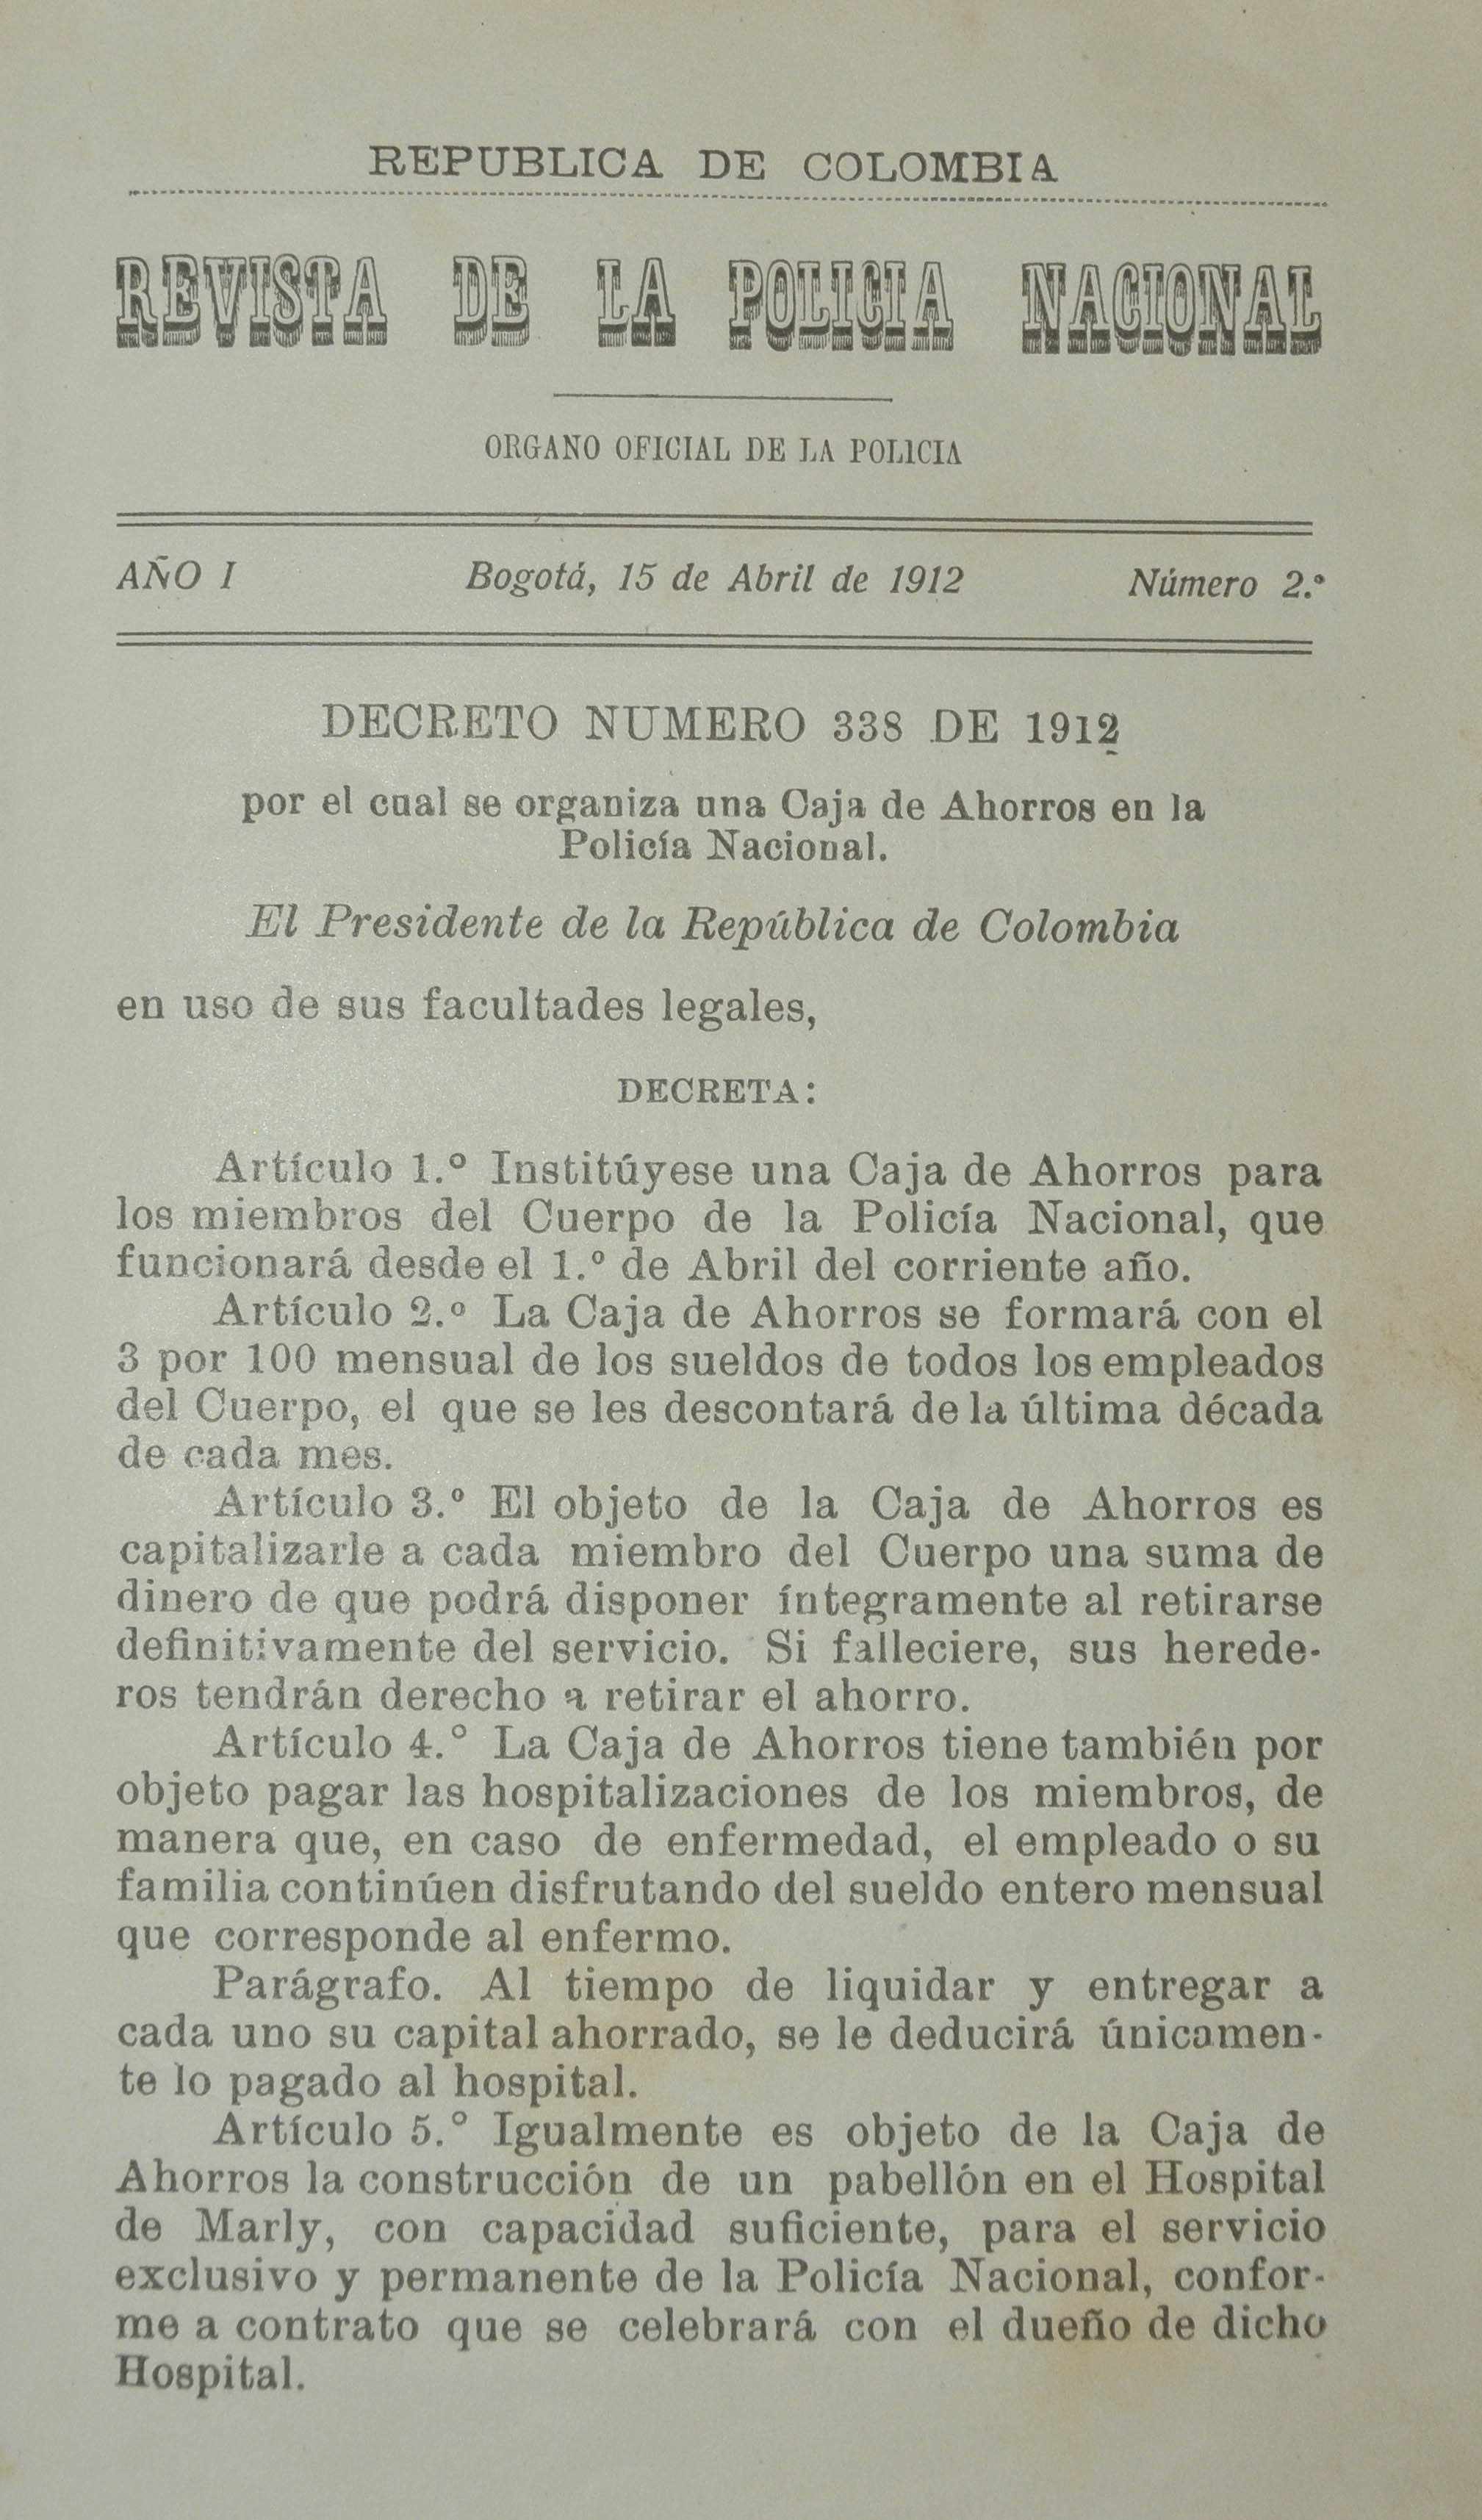 REPUBLICA DE COLOMBIA
REVISTA DE LA POLICIA NACIONAL
ORGANO OFICIAL DE LA POLICIA
AÑO I Bogotá, 15 de Abril de 1912 Número 2.º
DECRETO NUMERO 338 DE 1912
por el cual se organiza una Caja de Ahorros en la
Policía Nacional.
El Presidente de la República de Colombia
en uso de sus facultades legales,
DECRETA:
Artículo 1.º Institúyese una Caja de Ahorros para
los miembros del Cuerpo de la Policía Nacional, que
funcionará desde el 1.º de Abril del corriente año.
Artículo 2.º La Caja de Ahorros se formará con el
3 por 100 mensual de los sueldos de todos los empleados
del Cuerpo, el que se les descontará de la última década
de cada mes.
Artículo 3.º El objeto de la Caja de Ahorros es
capitalizarle a cada miembro del Cuerpo una suma de
dinero de que podrá disponer íntegramente al retirarse
definitivamente del servicio. Si falleciere, sus herede-
ros tendrán derecho a retirar el ahorro.
Artículo 4.º La Caja de Ahorros tiene también por
objeto pagar las hospitalizaciones de los miembros, de
manera que, en caso de enfermedad, el empleado o su
familia continúen disfrutando del sueldo entero mensual
que corresponde al enfermo.
Parágrafo. Al tiempo de liquidar y entregar a
cada uno su capital ahorrado, se le deducirá únicamen-
te lo pagado al hospital.
Artículo 5.º Igualmente es objeto de la Caja de
Ahorros la construcción de un pabellón en el Hospital
de Marly, con capacidad suficiente, para el servicio
exclusivo y permanente de la Policía Nacional, confor-
me a contrato que se celebrará con el dueño de dicho
Hospital.